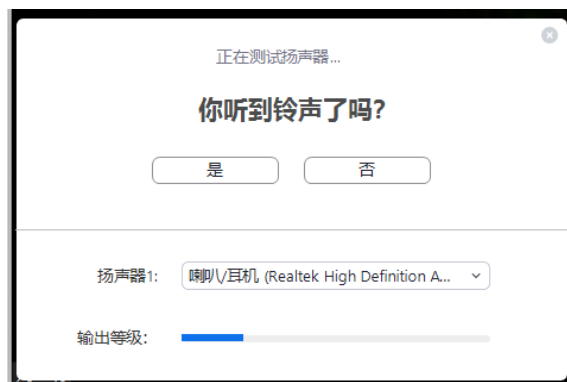 正在测试扬声器...
你听到铃声了吗?
是
否
扬声器1: 喇叭/耳机 (Realtek High Definition A...
输出等级: